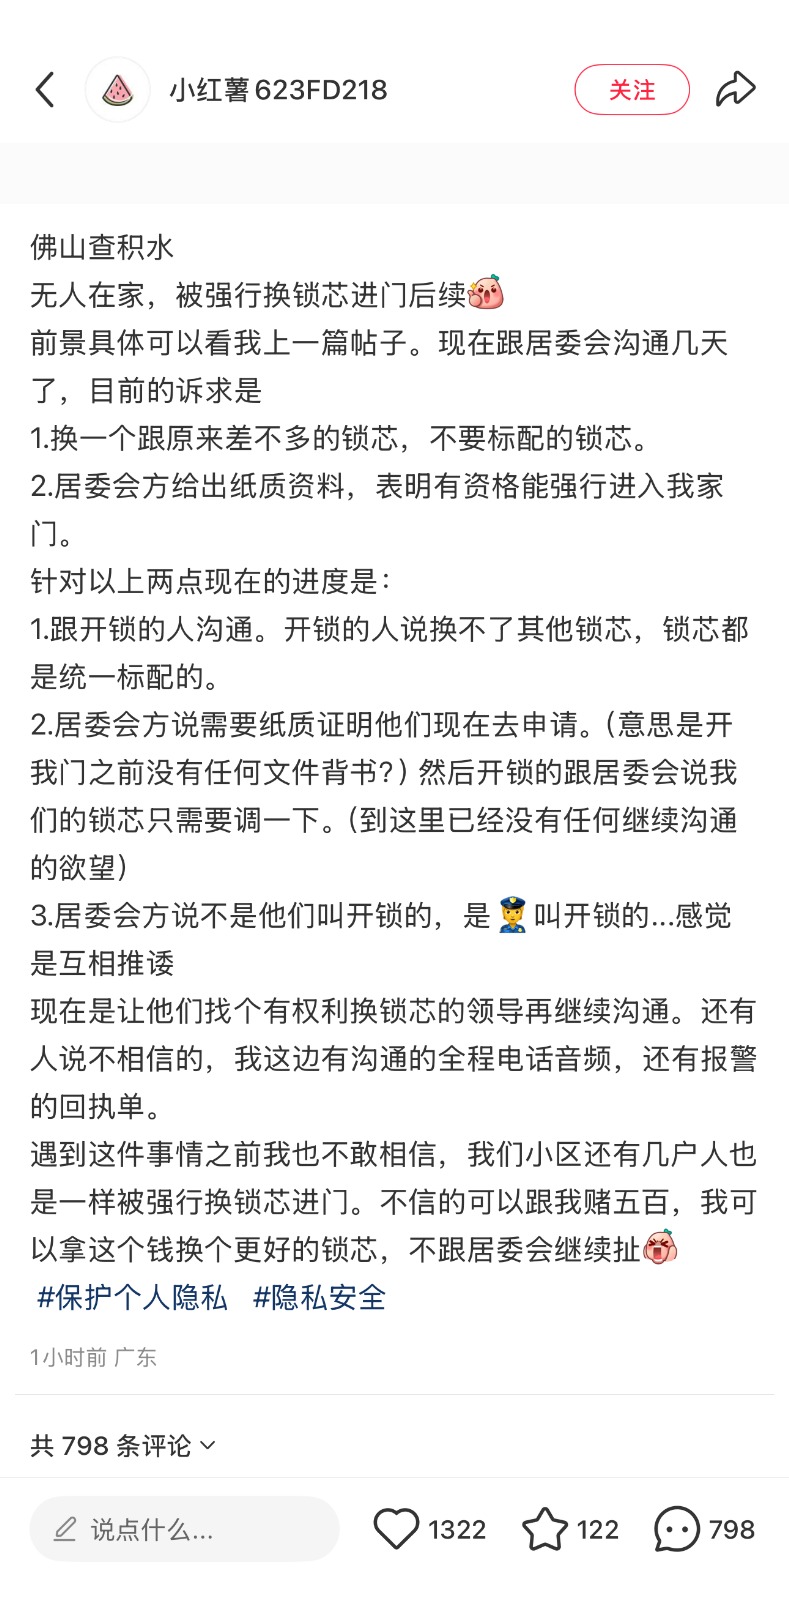 小红薯623FD218
关注
佛山查积水
无人在家，被强行换锁芯进门后续
前景具体可以看我上一篇帖子。现在跟居委会沟通几天
了，目前的诉求是
1.换一个跟原来差不多的锁芯，不要标配的锁芯。
2.居委会方给出纸质资料，表明有资格能强行进入我家
门。
针对以上两点现在的进度是：
1.跟开锁的人沟通。开锁的人说换不了其他锁芯，锁芯都
是统一标配的。
2.居委会方说需要纸质证明他们现在去申请。（意思是开
我门之前没有任何文件背书?）然后开锁的跟居委会说我
们的锁芯只需要调一下。（到这里已经没有任何继续沟通
的欲望）
3.居委会方说不是他们叫开锁的，是👮叫开锁的...感觉
是互相推诿
现在是让他们找个有权利换锁芯的领导再继续沟通。还有
人说不相信的，我这边有沟通的全程电话音频，还有报警
的回执单。
遇到这件事情之前我也不敢相信，我们小区还有几户人也
是一样被强行换锁芯进门。不信的可以跟我赌五百，我可
以拿这个钱换个更好的锁芯，不跟居委会继续扯
#保护个人隐私 #隐私安全
1小时前 广东
共 798 条评论
说点什么...
1322
122
798